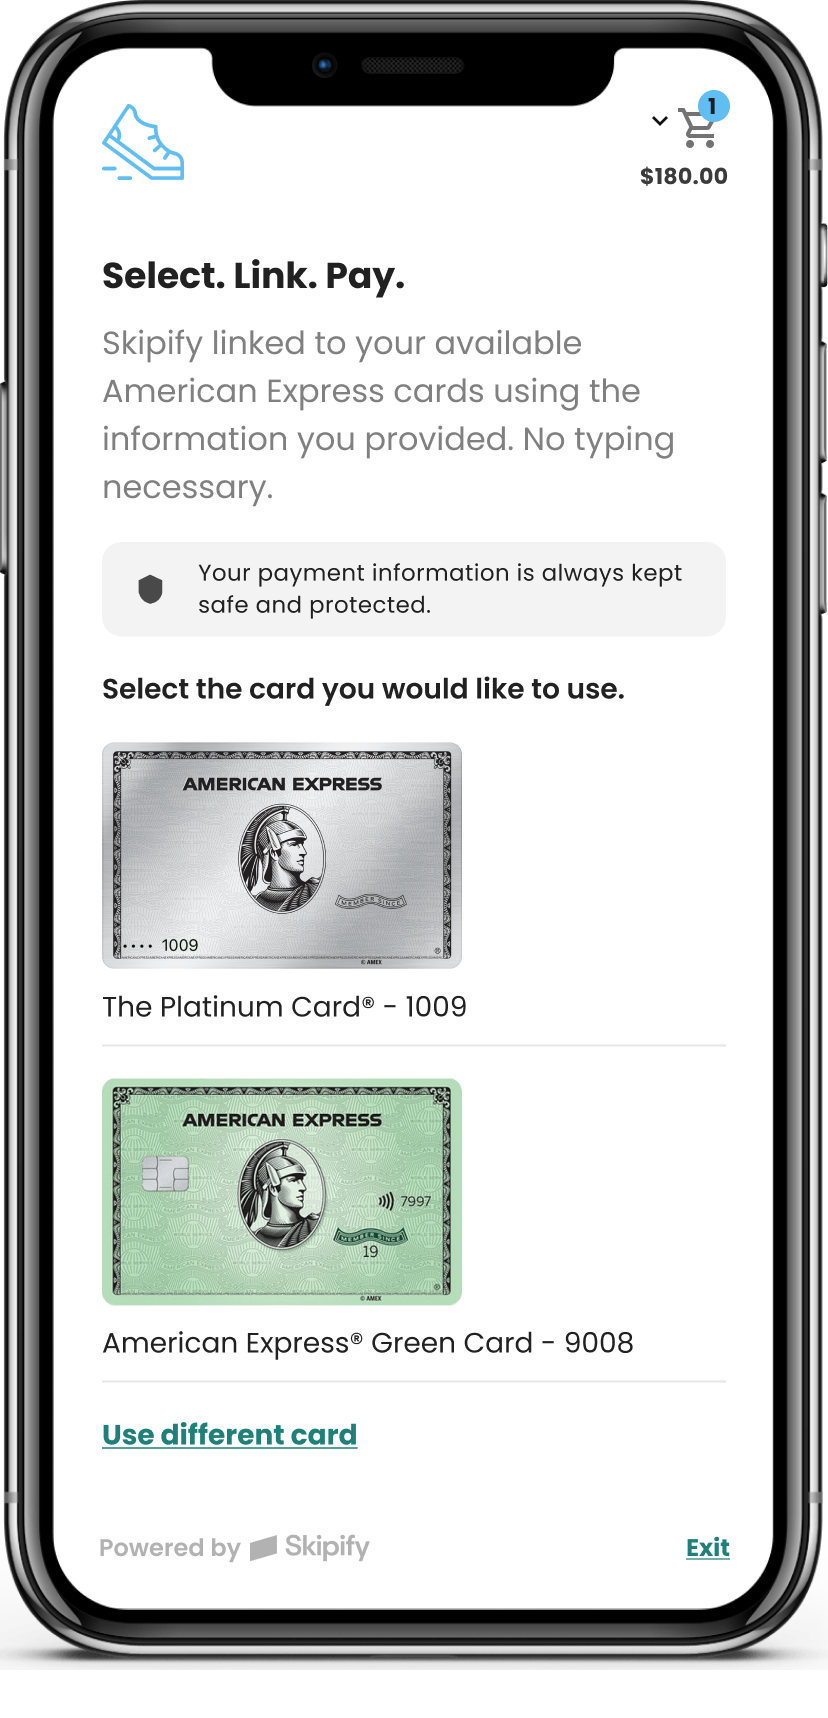 1
$180.00
Select. Link. Pay.
Skipify linked to your available
American Express cards using the
information you provided. No typing
necessary.
Your payment information is always kept
safe and protected.
Select the card you would like to use.
AMERICAN EXPRESS
MEMBER SINCE
•••• 1009
®
© AMEX
The Platinum Card® - 1009
AMERICAN EXPRESS
7997
MEMBER SINCE
19
®
© AMEX
American Express® Green Card - 9008
Use different card
Powered by Skipify
Exit